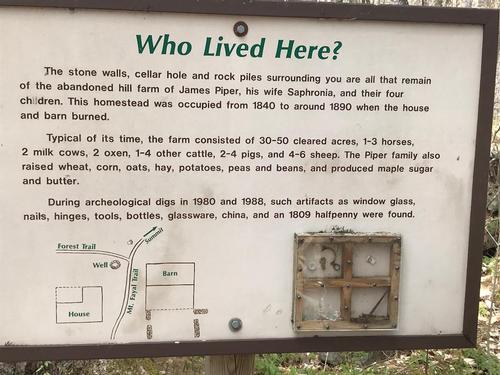 Who Lived Here?
The stone walls, cellar hole and rock piles surrounding you are all that remain
of the abandoned hill farm of James Piper, his wife Saphronia, and their four
children. This homestead was occupied from 1840 to around 1890 when the house
and barn burned.
Typical of its time, the farm consisted of 30-50 cleared acres, 1-3 horses,
2 milk cows, 2 oxen, 1-4 other cattle, 2-4 pigs, and 4-6 sheep. The Piper family also
raised wheat, corn, oats, hay, potatoes, peas and beans, and produced maple sugar
and butter.
During archeological digs in 1980 and 1988, such artifacts as window glass,
nails, hinges, tools, bottles, glassware, china, and an 1809 halfpenny were found.
Summit
Forest Trail
Well
Barn
Mt. Fayal Trail
House